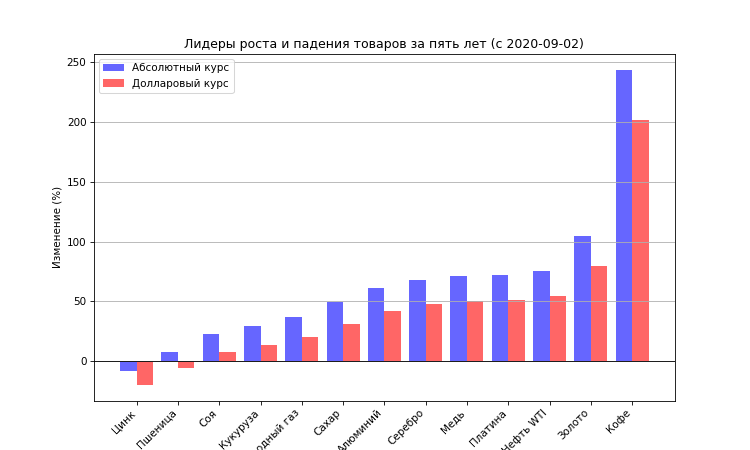 Лидеры роста и падения товаров за пять лет (с 2020-09-02)
Абсолютный курс
Долларовый курс
Изменение (%)
250
200
150
100
50
0
Цинк
Пшеница
Соя
Кукуруза
одный газ
Сахар
Алюминий
Серебро
Медь
Платина
Нефть WTI
Золото
Кофе